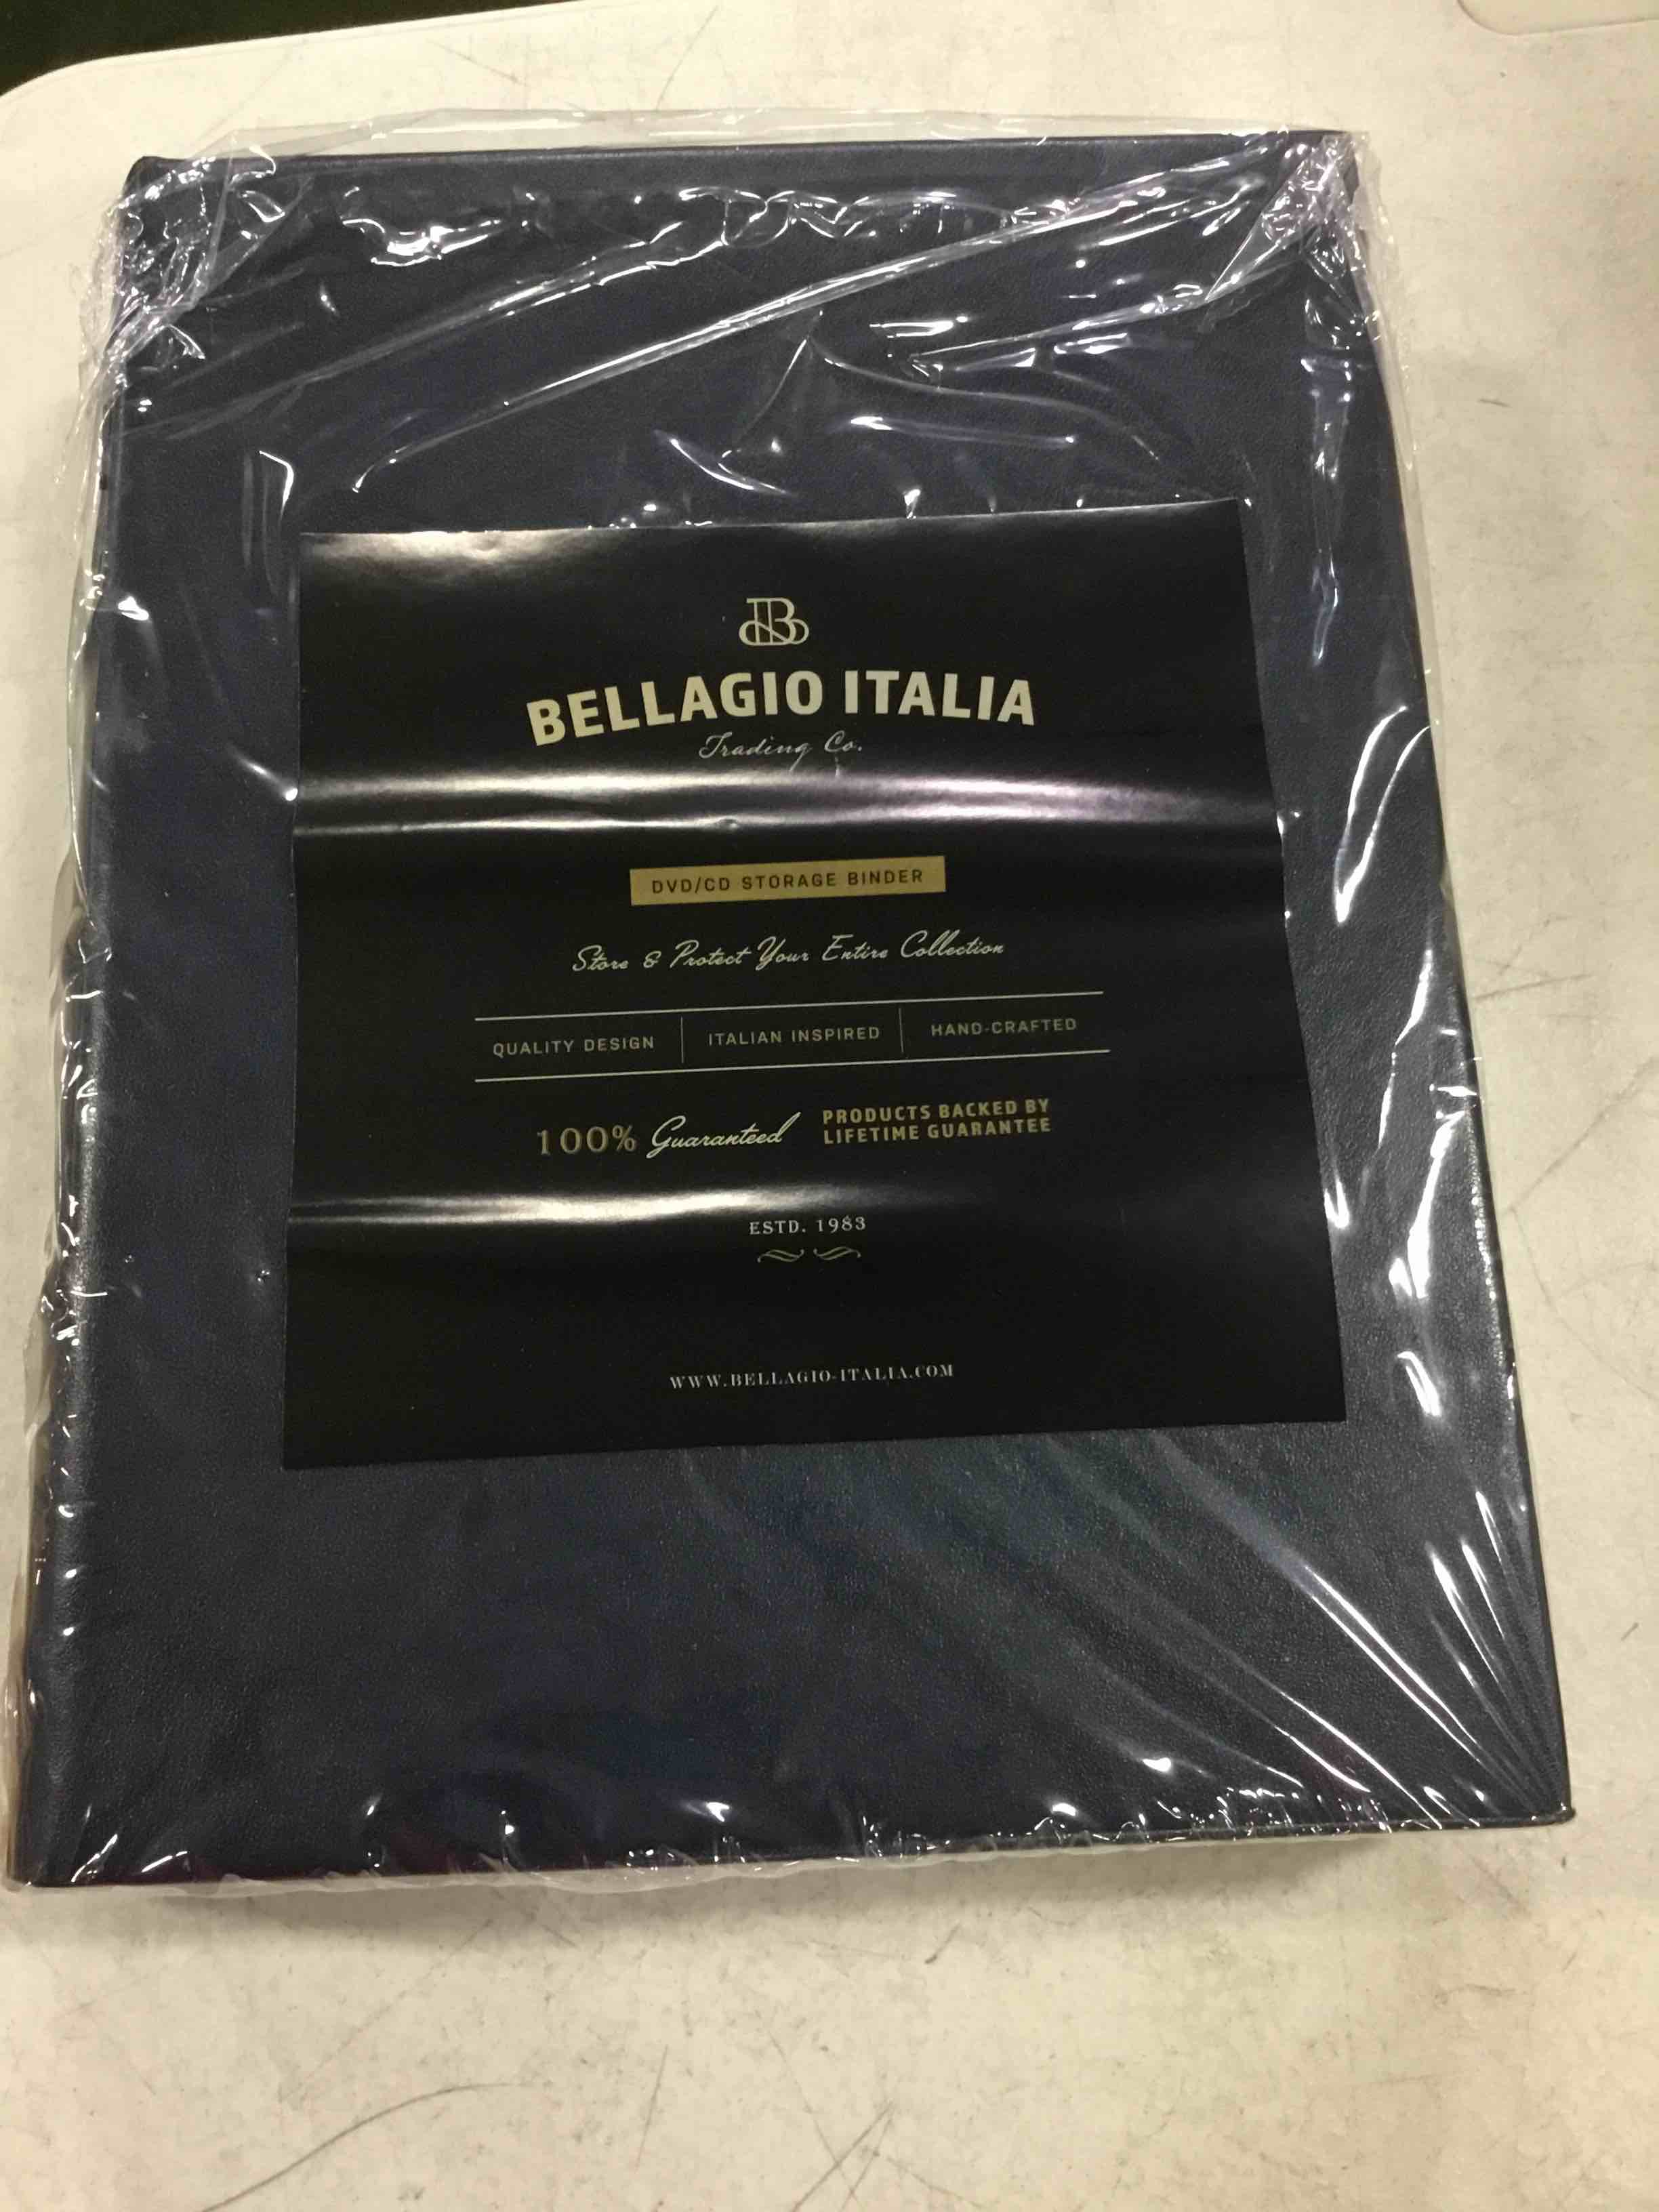 BELLAGIO ITALIA
Trading Co.
DVD/CD STORAGE BINDER
Store & Protect Your Entire Collection
QUALITY DESIGN ITALIAN INSPIRED HAND-CRAFTED
100% Guaranteed PRODUCTS BACKED BY
LIFETIME GUARANTEE
ESTD. 1983
WWW.BELLAGIO-ITALIA.COM